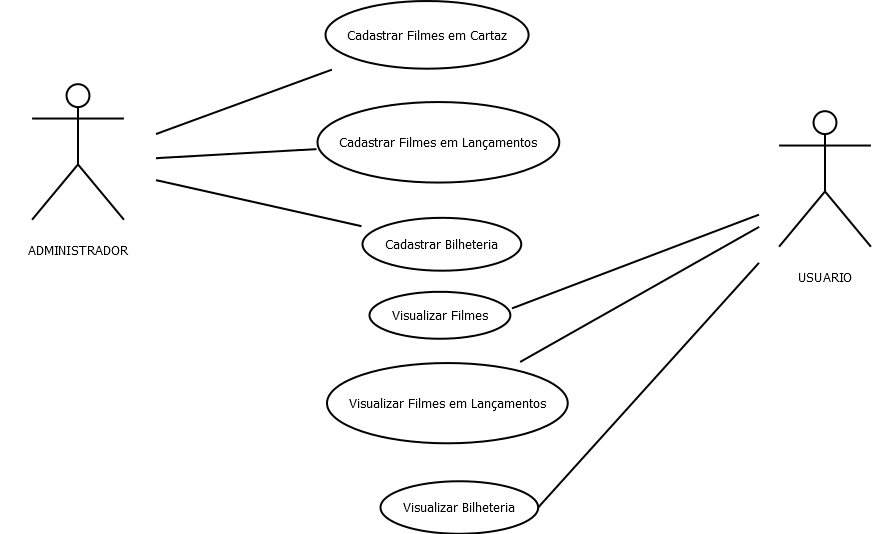 Cadastrar Filmes em Cartaz
Cadastrar Filmes em Lançamentos
ADMINISTRADOR
Cadastrar Bilheteria
USUARIO
Visualizar Filmes
Visualizar Filmes em Lançamentos
Visualizar Bilheteria